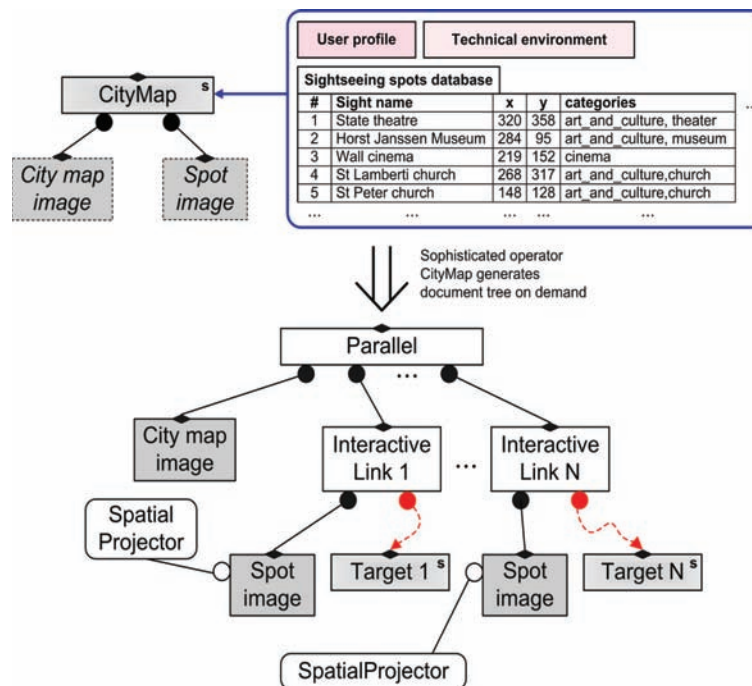 User profile
Technical environment
Sightseeing spots database
# Sight name x y categories ...
1 State theatre 320 358 art_and_culture, theater
2 Horst Janssen Museum 284 95 art_and_culture, museum
3 Wall cinema 219 152 cinema
4 St Lamberti church 268 317 art_and_culture,church
5 St Peter church 148 128 art_and_culture,church
... ... ... ... ...
CityMap s
City map
image
Spot
image
Sophisticated operator
CityMap generates
document tree on demand
Parallel
...
City map
image
Interactive
Link 1
...
Interactive
Link N
Spatial
Projector
Spot
image
Target 1 s
Spot
image
Target N s
SpatialProjector